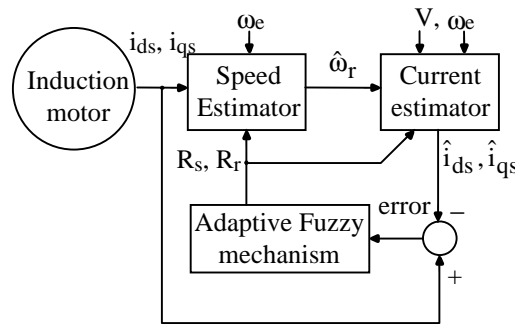 i_ds, i_qs
ω_e
V, ω_e
Induction
motor
Speed
Estimator
ω̂_r
Current
estimator
R_s, R_r
î_ds, î_qs
error
−
Adaptive Fuzzy
mechanism
+